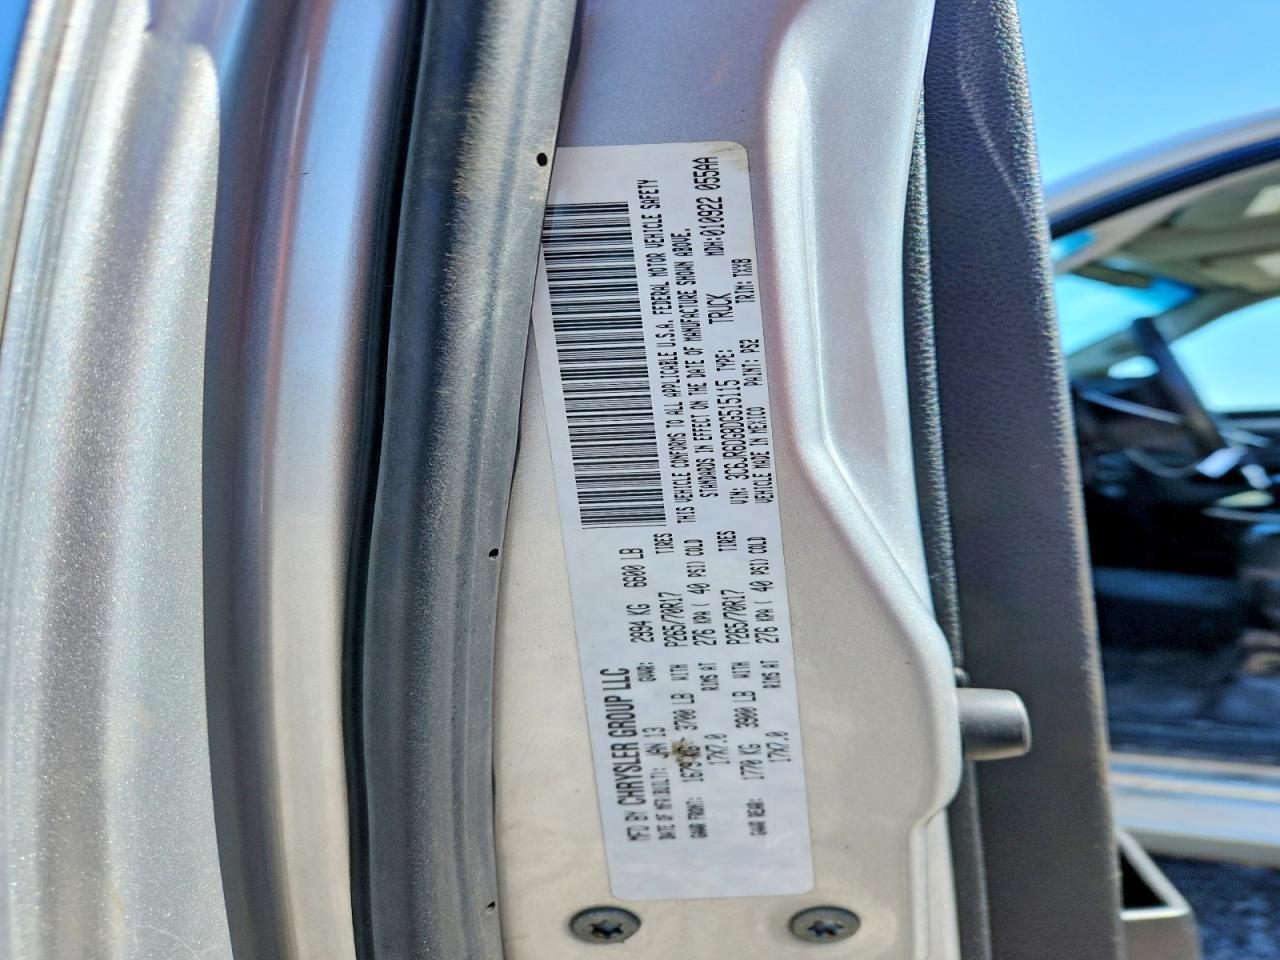 MFD BY CHRYSLER GROUP LLC
DATE OF MFR(BUILT): JAN 13 GVWR: 2994 KG 6600 LB
GAWR FRONT: 1679 KG 3700 LB WITH P265/70R17 TIRES
17X7.0 RIMS AT 276 KPA( 40 PSI) COLD
GAWR REAR: 1770 KG 3900 LB WITH P265/70R17 TIRES
17X7.0 RIMS AT 276 KPA( 40 PSI) COLD
THIS VEHICLE CONFORMS TO ALL APPLICABLE U.S.A. FEDERAL MOTOR VEHICLE SAFETY
STANDARDS IN EFFECT ON THE DATE OF MANUFACTURE SHOWN ABOVE.
VIN: 3C6JR6DG8DG515115 TYPE: TRUCK MDH:010922 055AA
VEHICLE MADE IN MEXICO PAINT: PS2 TRIM: TXX8